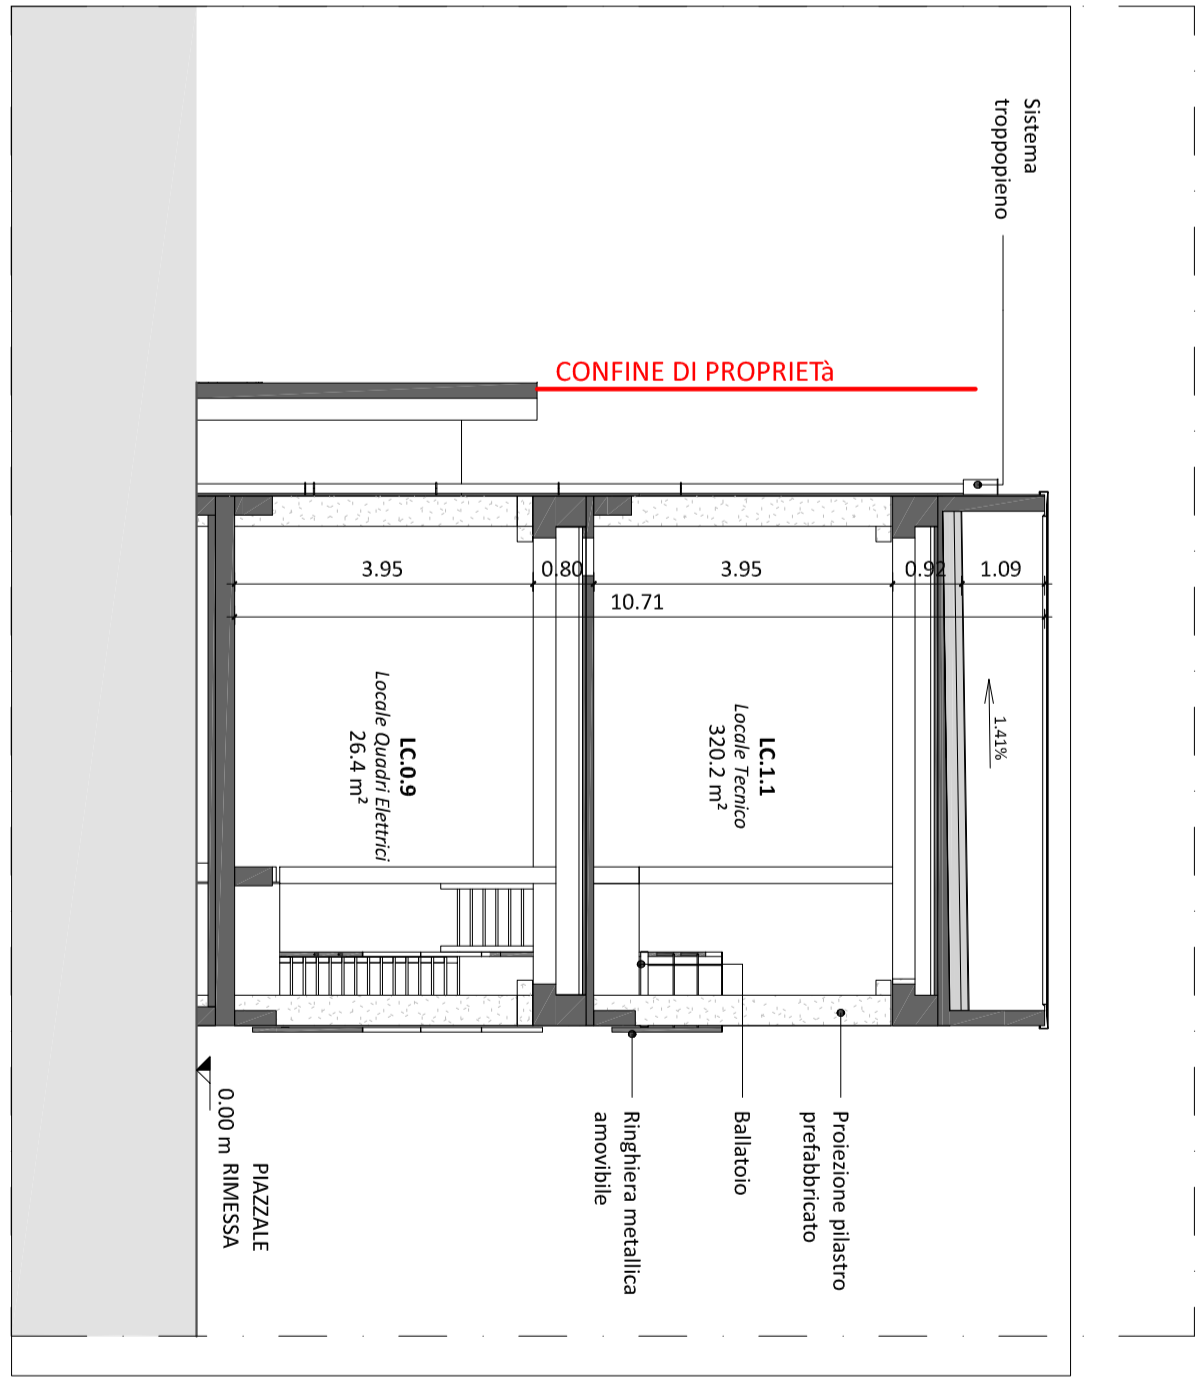 Sistema
troppopieno
CONFINE DI PROPRIETà
3.95
0.80
3.95
0.92
1.09
10.71
1.41%
LC.1.1
Locale Tecnico
320.2 m²
LC.0.9
Locale Quadri Elettrici
26.4 m²
Proiezione pilastro
prefabbricato
Ballatoio
Ringhiera metallica
amovibile
PIAZZALE
0.00 m RIMESSA